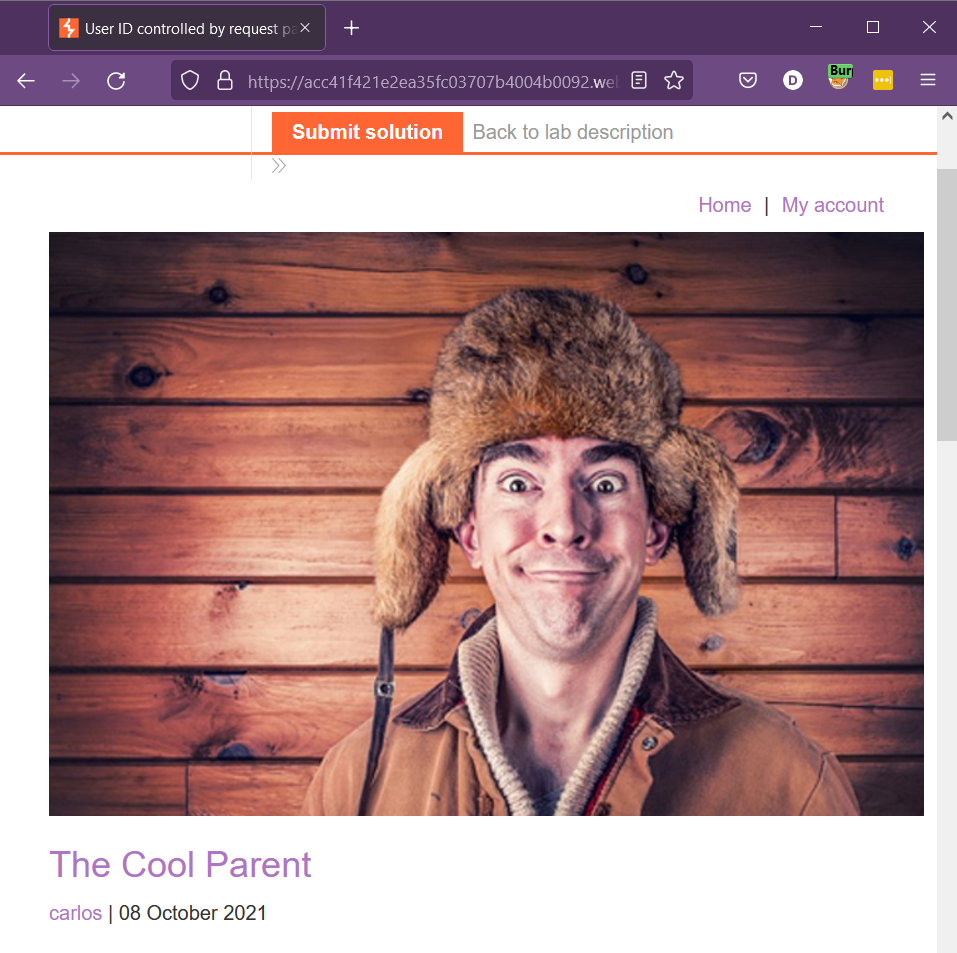 User ID controlled by request pa
https://acc41f421e2ea35fc03707b4004b0092.web
D
Bur
Submit solution
Back to lab description
Home | My account
The Cool Parent
carlos | 08 October 2021